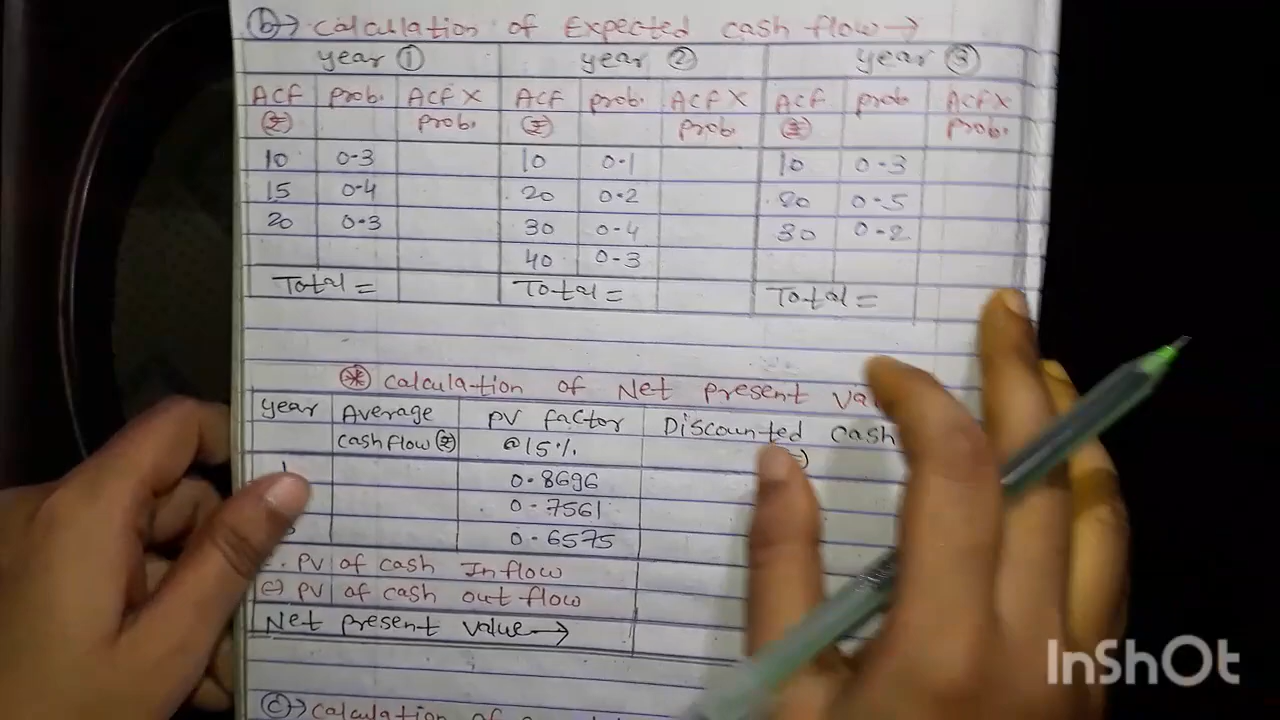 (b)→ Calculation of Expected cash flow →
year ① year ② year ③
ACF prob. ACF X ACF prob. ACF X ACF prob ACF X
(₹) prob. (₹) prob. (₹) prob.
10 0.3 10 0.1 10 0.3
15 0.4 20 0.2 20 0.5
20 0.3 30 0.4 30 0.2
40 0.3
Total = Total = Total =
(*) Calculation of Net present
year Average PV factor Discounted cash
cash flow (₹) @15%.
1 0.8696
0.7561
0.6575
PV of cash Inflow
(-) PV of cash out flow
Net present value →
(c)→ calculation of
InShOt